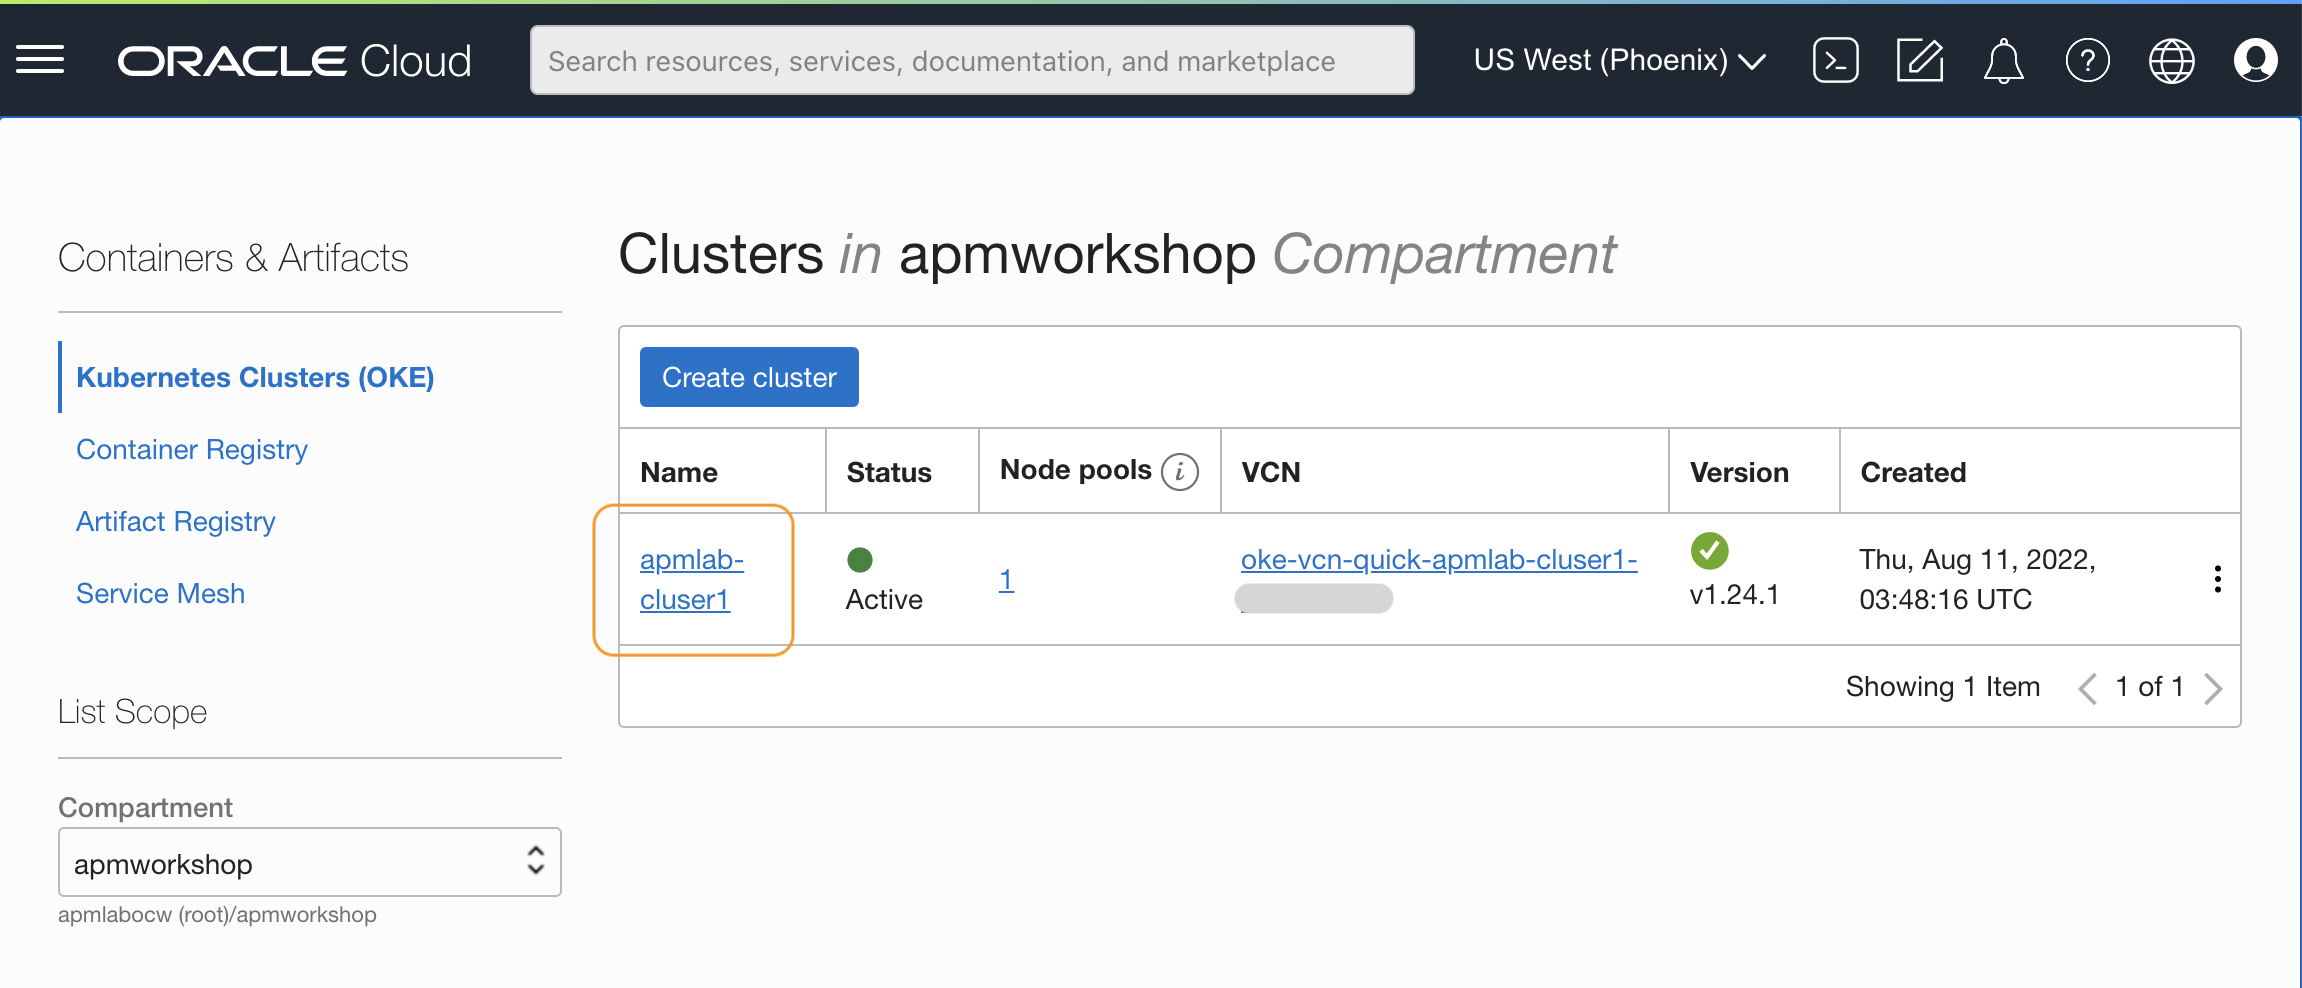 ORACLE Cloud
Search resources, services, documentation, and marketplace
US West (Phoenix)
Containers & Artifacts
Kubernetes Clusters (OKE)
Container Registry
Artifact Registry
Service Mesh
List Scope
Compartment
apmworkshop
apmlabocw (root)/apmworkshop
Clusters in apmworkshop Compartment
Create cluster
Name Status Node pools i VCN Version Created
apmlab-
cluser1
Active
1
oke-vcn-quick-apmlab-cluser1-
v1.24.1
Thu, Aug 11, 2022,
03:48:16 UTC
Showing 1 Item < 1 of 1 >